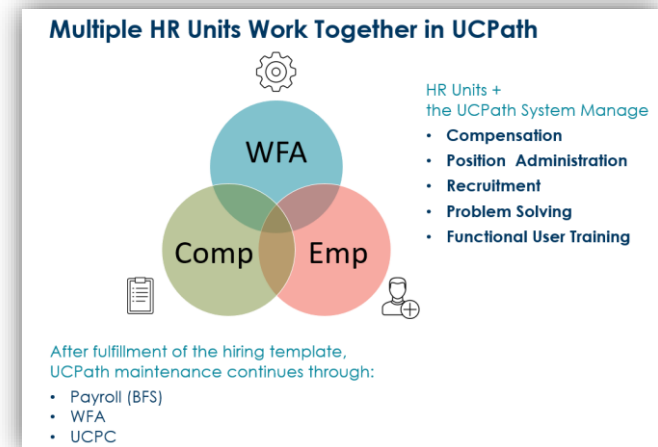 Multiple HR Units Work Together in UCPath
WFA
Comp
Emp
HR Units +
the UCPath System Manage
• Compensation
• Position Administration
• Recruitment
• Problem Solving
• Functional User Training
After fulfillment of the hiring template,
UCPath maintenance continues through:
• Payroll (BFS)
• WFA
• UCPC